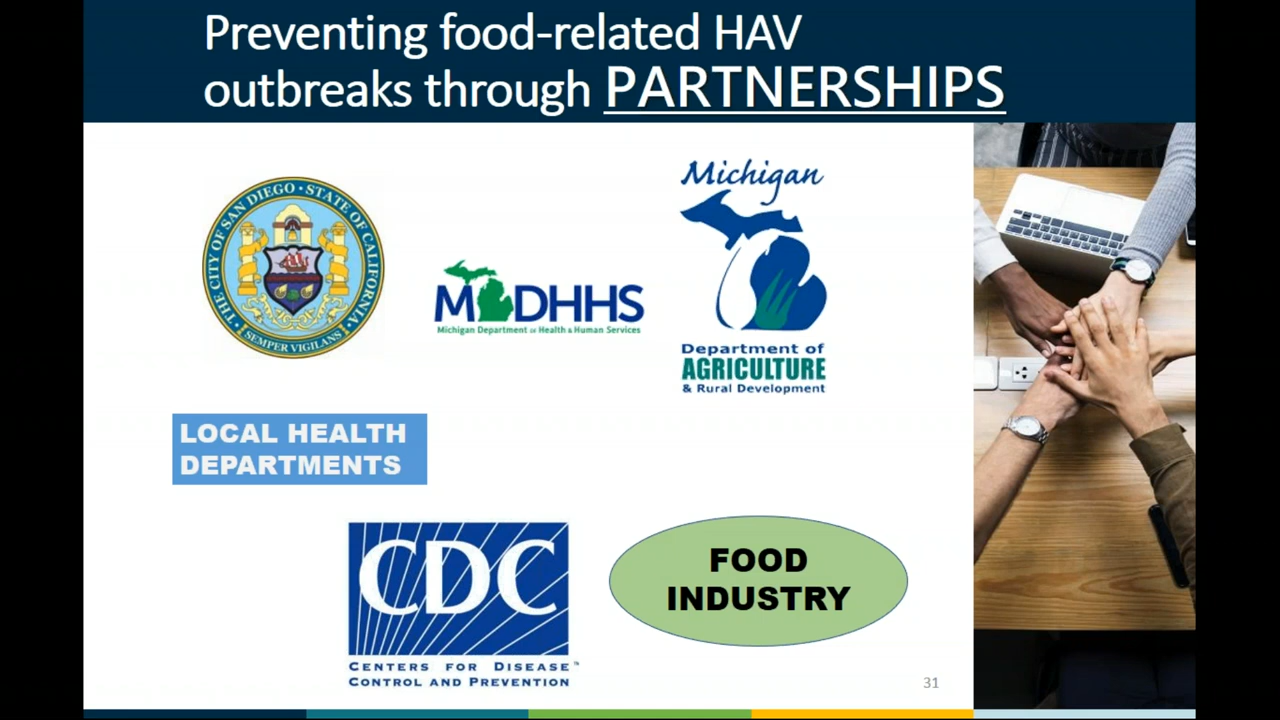 Preventing food-related HAV
outbreaks through PARTNERSHIPS
THE CITY OF SAN DIEGO • STATE OF CALIFORNIA
SEMPER VIGILANS
MDHHS
Michigan Department of Health & Human Services
Michigan
Department of
AGRICULTURE
& Rural Development
LOCAL HEALTH
DEPARTMENTS
CDC
CENTERS FOR DISEASE™
CONTROL AND PREVENTION
FOOD
INDUSTRY
31